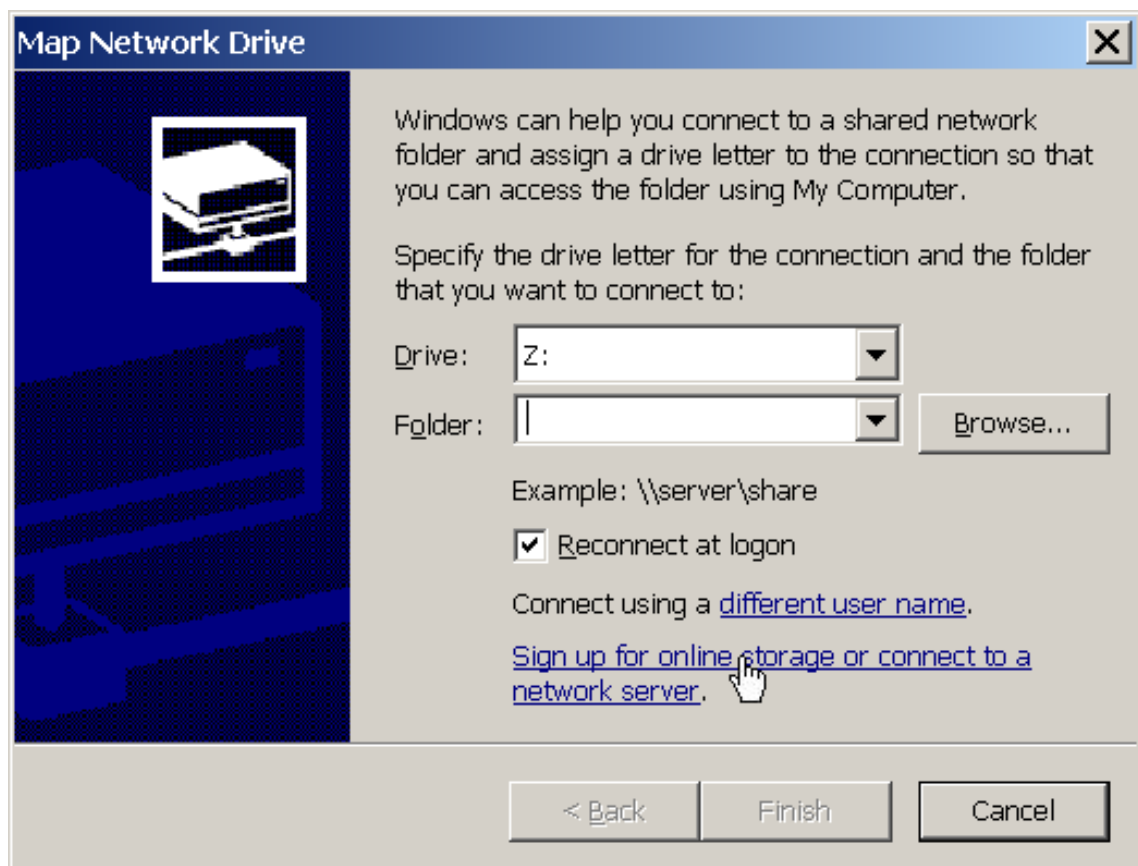 Map Network Drive
Windows can help you connect to a shared network
folder and assign a drive letter to the connection so that
you can access the folder using My Computer.
Specify the drive letter for the connection and the folder
that you want to connect to:
Drive: Z:
Folder: Browse...
Example: \\server\share
Reconnect at logon
Connect using a different user name.
Sign up for online storage or connect to a
network server.
< Back Finish Cancel